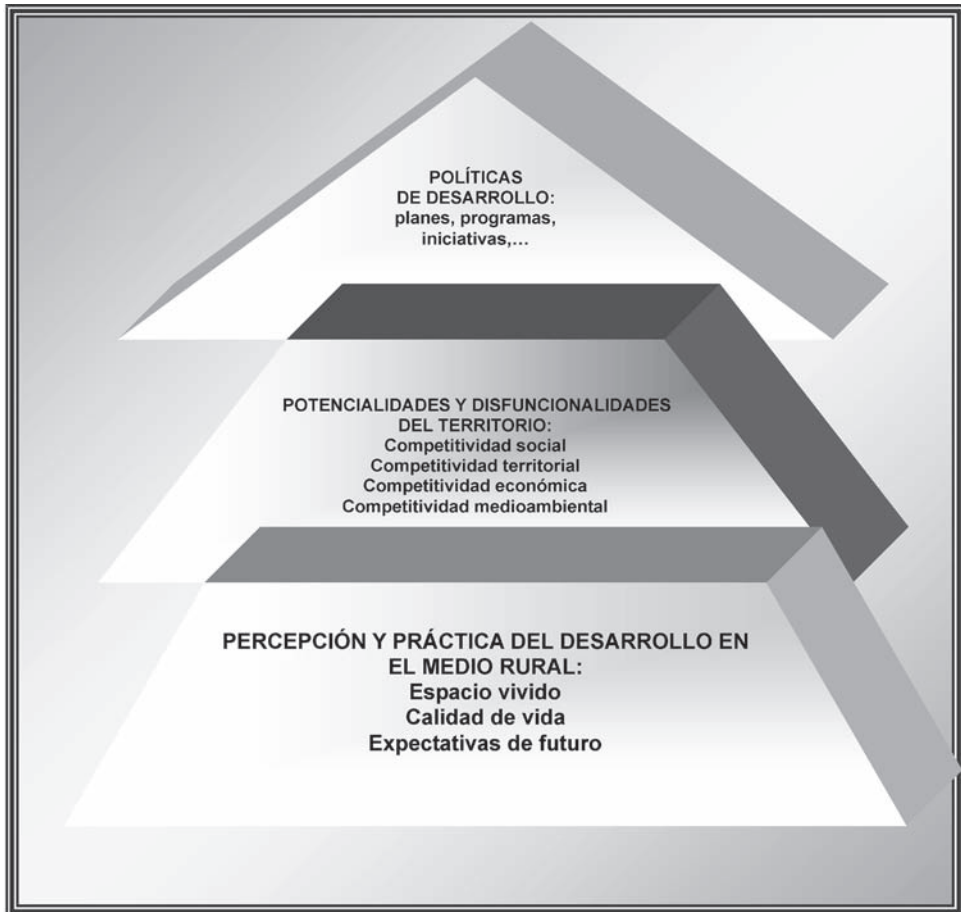 POLÍTICAS
DE DESARROLLO:
planes, programas,
iniciativas,...
POTENCIALIDADES Y DISFUNCIONALIDADES
DEL TERRITORIO:
Competitividad social
Competitividad territorial
Competitividad económica
Competitividad medioambiental
PERCEPCIÓN Y PRÁCTICA DEL DESARROLLO EN
EL MEDIO RURAL:
Espacio vivido
Calidad de vida
Expectativas de futuro